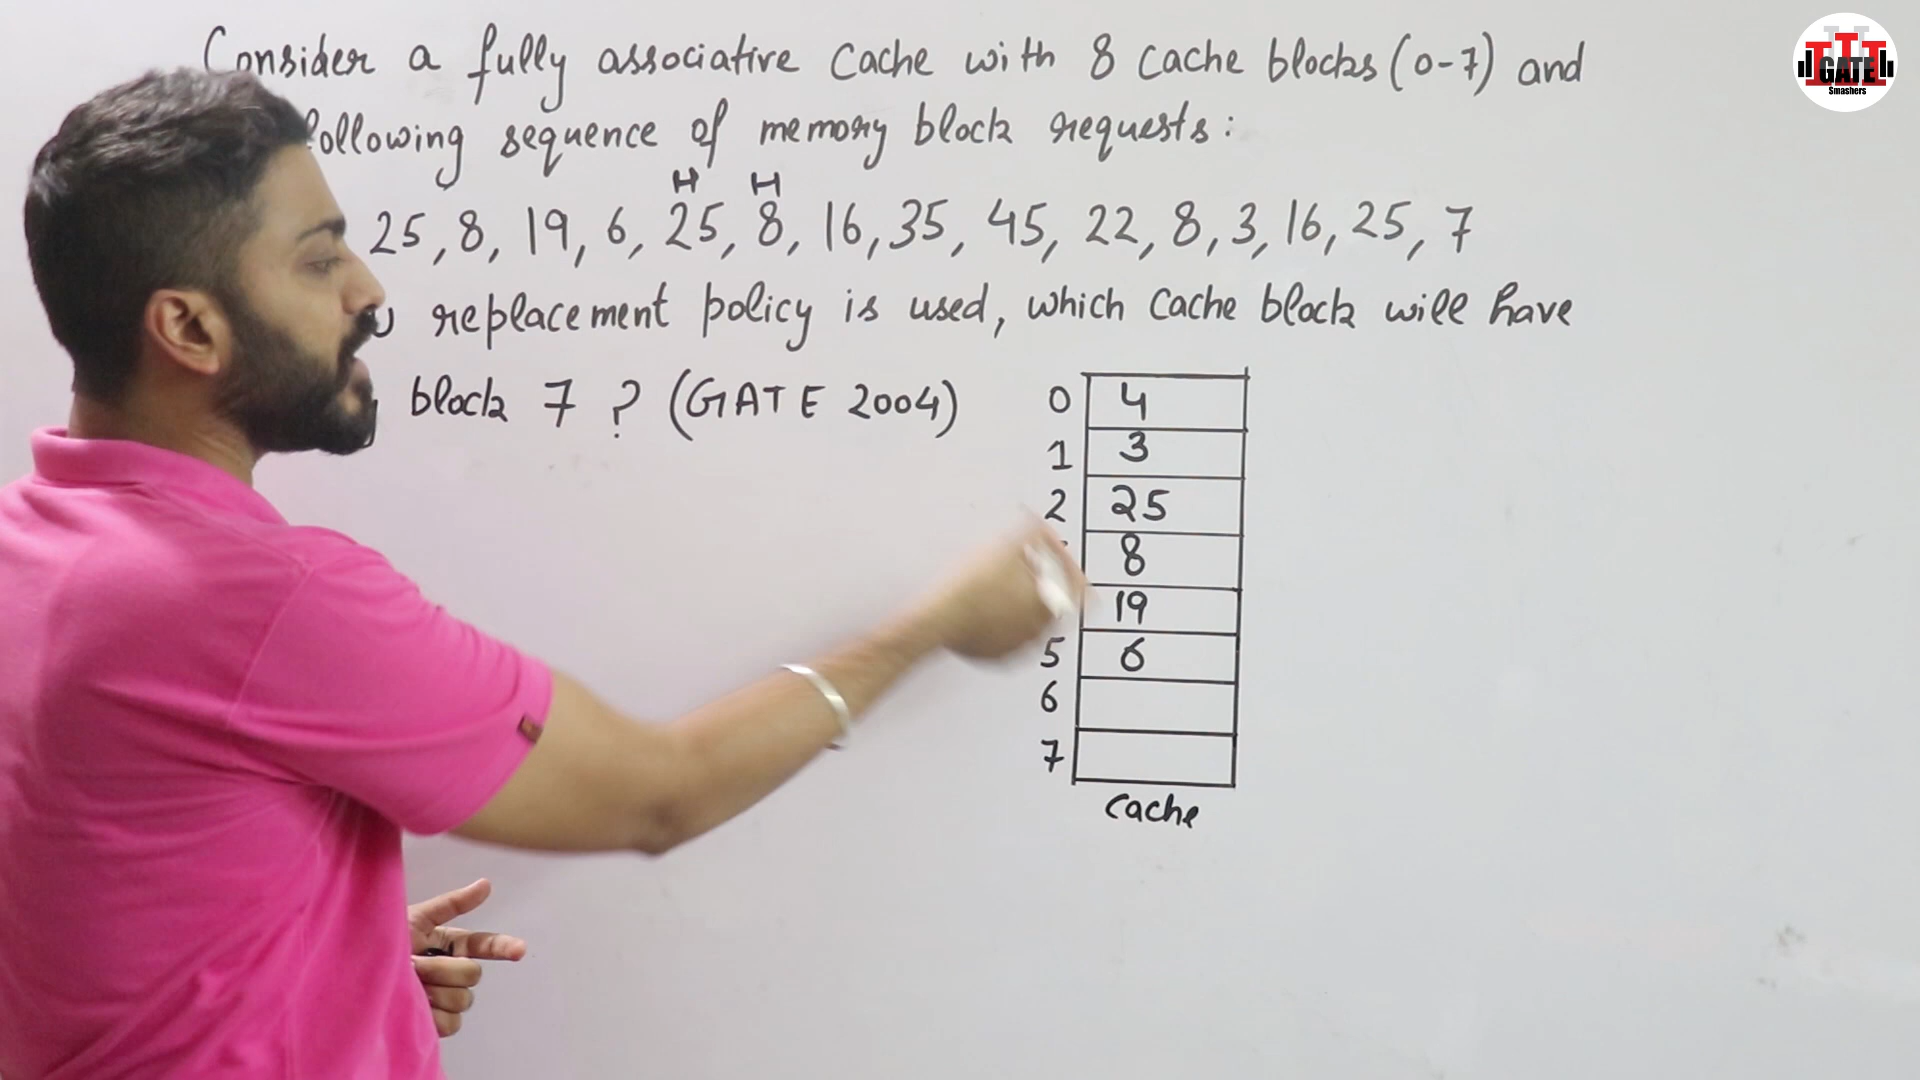 Consider a fully associative Cache with 8 Cache blocks (0-7) and
following sequence of memory block requests:
H H
25, 8, 19, 6, 25, 8, 16, 35, 45, 22, 8, 3, 16, 25, 7
replacement policy is used, which Cache block will have
block 7 ? (GATE 2004)
0 4
1 3
2 25
8
19
5 6
6
7
Cache
GATE
Smashers